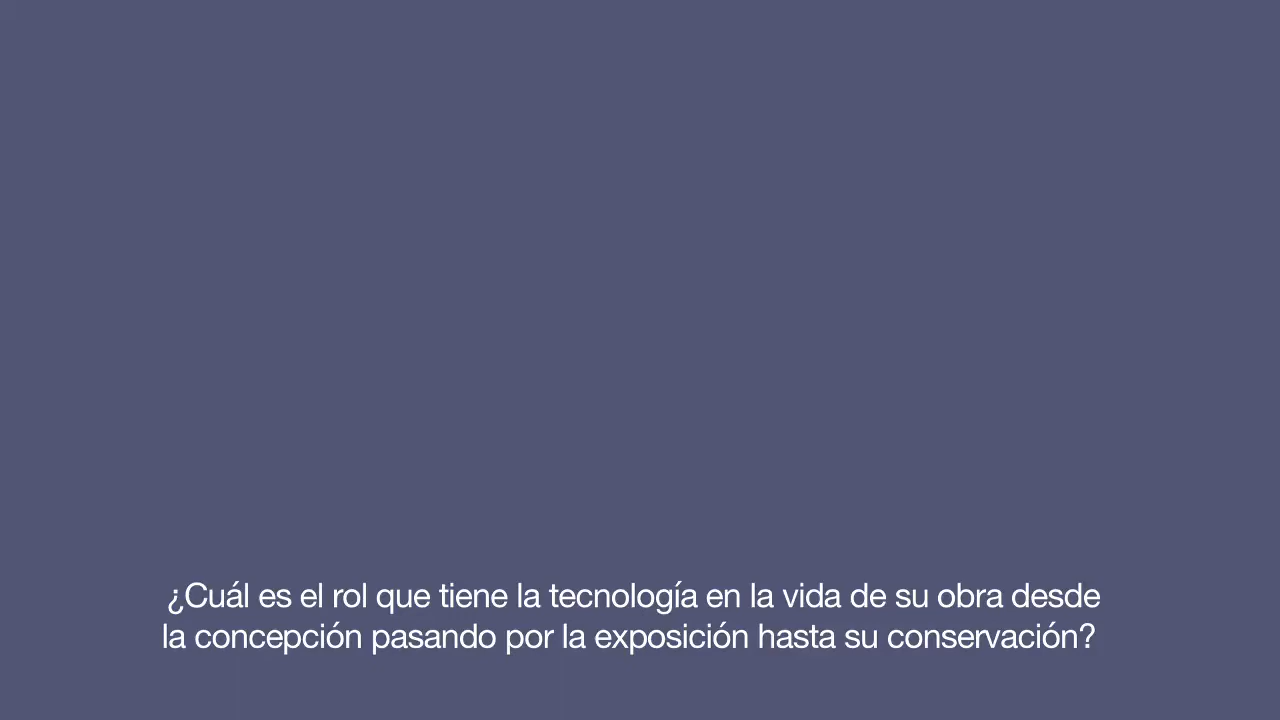 ¿Cuál es el rol que tiene la tecnología en la vida de su obra desde
la concepción pasando por la exposición hasta su conservación?